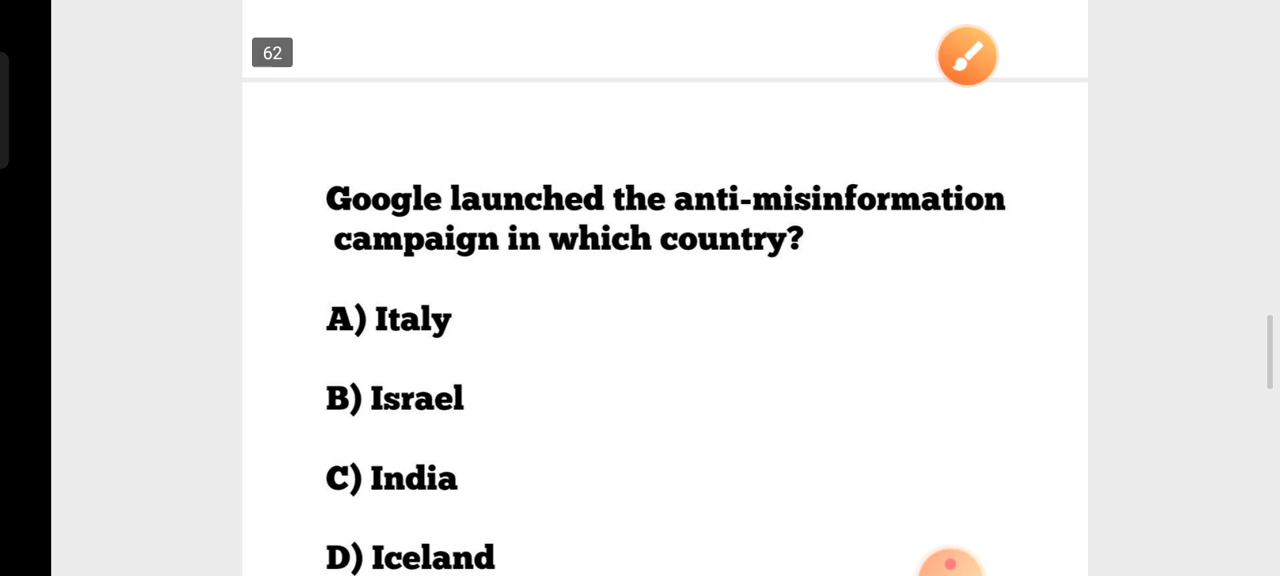 62
Google launched the anti-misinformation
campaign in which country?
A) Italy
B) Israel
C) India
D) Iceland